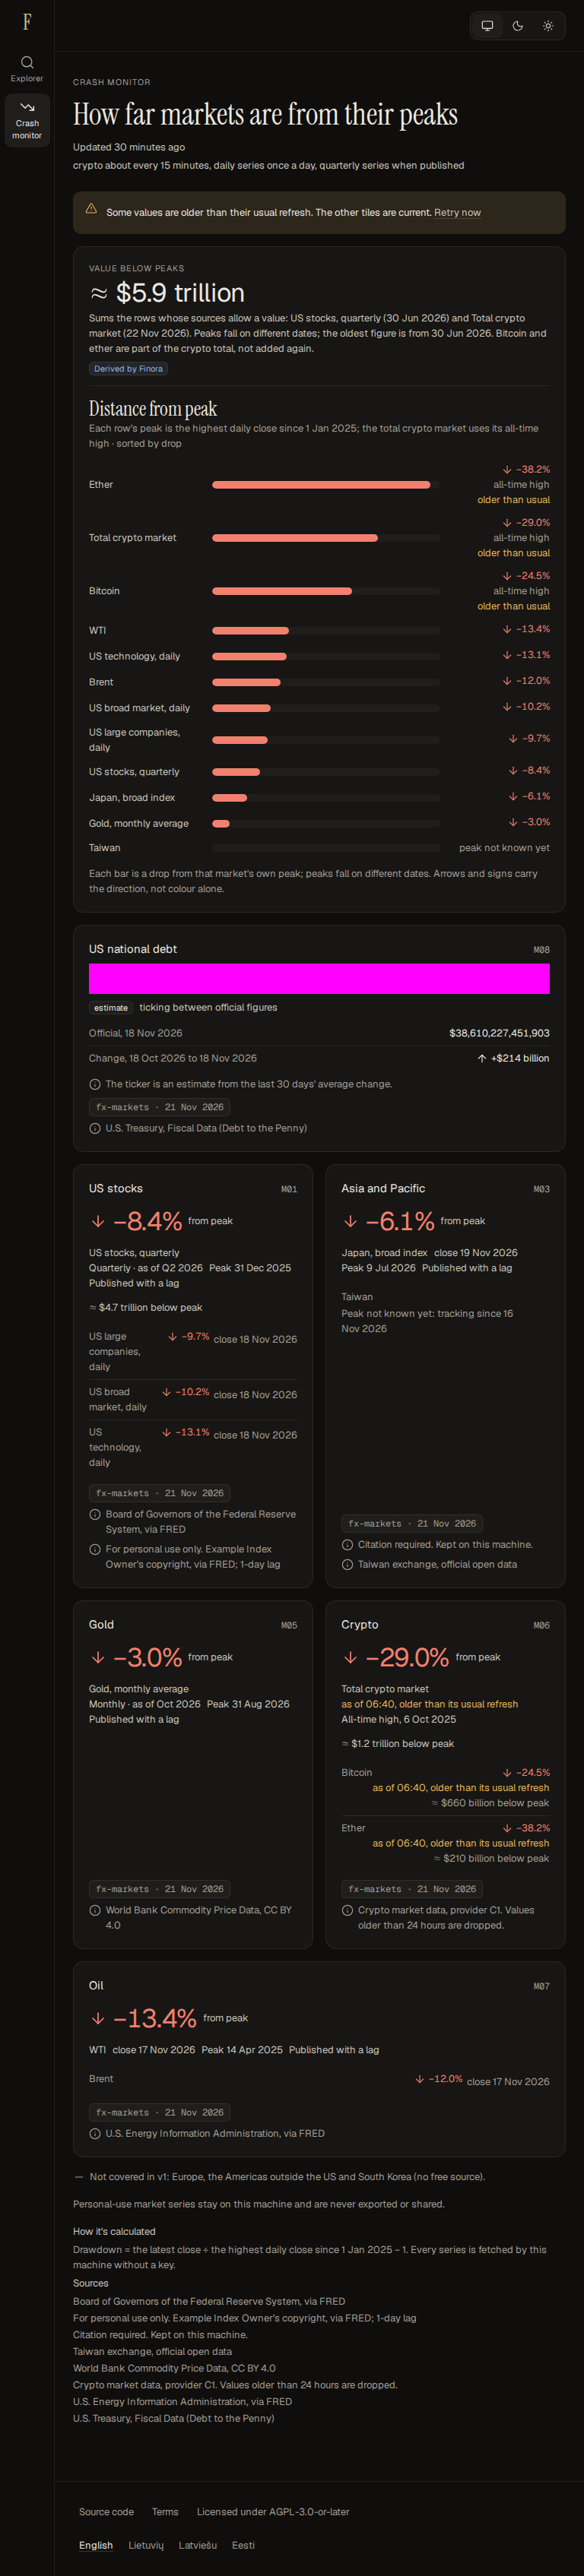 F
Explorer
Crash
monitor
CRASH MONITOR
How far markets are from their peaks
Updated 30 minutes ago
crypto about every 15 minutes, daily series once a day, quarterly series when published
Some values are older than their usual refresh. The other tiles are current. Retry now
VALUE BELOW PEAKS
≈ $5.9 trillion
Sums the rows whose sources allow a value: US stocks, quarterly (30 Jun 2026) and Total crypto
market (22 Nov 2026). Peaks fall on different dates; the oldest figure is from 30 Jun 2026. Bitcoin and
ether are part of the crypto total, not added again.
Derived by Finora
Distance from peak
Each row's peak is the highest daily close since 1 Jan 2025; the total crypto market uses its all-time
high · sorted by drop
Ether
↓ −38.2%
all-time high
older than usual
Total crypto market
↓ −29.0%
all-time high
older than usual
Bitcoin
↓ −24.5%
all-time high
older than usual
WTI ↓ −13.4%
US technology, daily ↓ −13.1%
Brent ↓ −12.0%
US broad market, daily ↓ −10.2%
US large companies,
daily
↓ −9.7%
US stocks, quarterly ↓ −8.4%
Japan, broad index ↓ −6.1%
Gold, monthly average ↓ −3.0%
Taiwan peak not known yet
Each bar is a drop from that market's own peak; peaks fall on different dates. Arrows and signs carry
the direction, not colour alone.
US national debt M08
estimate ticking between official figures
Official, 18 Nov 2026 $38,610,227,451,903
Change, 18 Oct 2026 to 18 Nov 2026 ↑ +$214 billion
The ticker is an estimate from the last 30 days' average change.
fx-markets · 21 Nov 2026
U.S. Treasury, Fiscal Data (Debt to the Penny)
US stocks M01
↓ −8.4% from peak
US stocks, quarterly
Quarterly · as of Q2 2026 Peak 31 Dec 2025
Published with a lag
≈ $4.7 trillion below peak
US large
companies,
daily
↓ −9.7% close 18 Nov 2026
US broad
market, daily
↓ −10.2% close 18 Nov 2026
US
technology,
daily
↓ −13.1% close 18 Nov 2026
fx-markets · 21 Nov 2026
Board of Governors of the Federal Reserve
System, via FRED
For personal use only. Example Index
Owner's copyright, via FRED; 1-day lag
Asia and Pacific M03
↓ −6.1% from peak
Japan, broad index close 19 Nov 2026
Peak 9 Jul 2026 Published with a lag
Taiwan
Peak not known yet: tracking since 16
Nov 2026
fx-markets · 21 Nov 2026
Citation required. Kept on this machine.
Taiwan exchange, official open data
Gold M05
↓ −3.0% from peak
Gold, monthly average
Monthly · as of Oct 2026 Peak 31 Aug 2026
Published with a lag
fx-markets · 21 Nov 2026
World Bank Commodity Price Data, CC BY
4.0
Crypto M06
↓ −29.0% from peak
Total crypto market
as of 06:40, older than its usual refresh
All-time high, 6 Oct 2025
≈ $1.2 trillion below peak
Bitcoin ↓ −24.5%
as of 06:40, older than its usual refresh
≈ $660 billion below peak
Ether ↓ −38.2%
as of 06:40, older than its usual refresh
≈ $210 billion below peak
fx-markets · 21 Nov 2026
Crypto market data, provider C1. Values
older than 24 hours are dropped.
Oil M07
↓ −13.4% from peak
WTI close 17 Nov 2026 Peak 14 Apr 2025 Published with a lag
Brent ↓ −12.0% close 17 Nov 2026
fx-markets · 21 Nov 2026
U.S. Energy Information Administration, via FRED
— Not covered in v1: Europe, the Americas outside the US and South Korea (no free source).
Personal-use market series stay on this machine and are never exported or shared.
How it's calculated
Drawdown = the latest close ÷ the highest daily close since 1 Jan 2025 − 1. Every series is fetched by this
machine without a key.
Sources
Board of Governors of the Federal Reserve System, via FRED
For personal use only. Example Index Owner's copyright, via FRED; 1-day lag
Citation required. Kept on this machine.
Taiwan exchange, official open data
World Bank Commodity Price Data, CC BY 4.0
Crypto market data, provider C1. Values older than 24 hours are dropped.
U.S. Energy Information Administration, via FRED
U.S. Treasury, Fiscal Data (Debt to the Penny)
Source code Terms Licensed under AGPL-3.0-or-later
English Lietuvių Latviešu Eesti